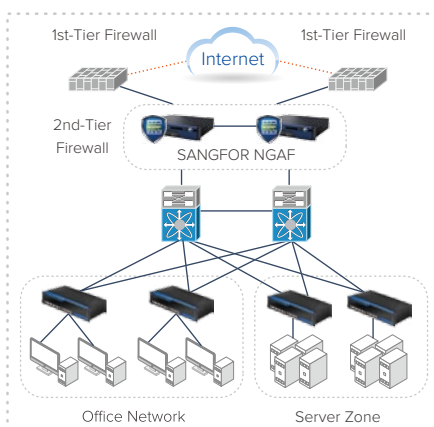 1st-Tier Firewall
1st-Tier Firewall
Internet
2nd-Tier
Firewall
SANGFOR NGAF
Office Network
Server Zone